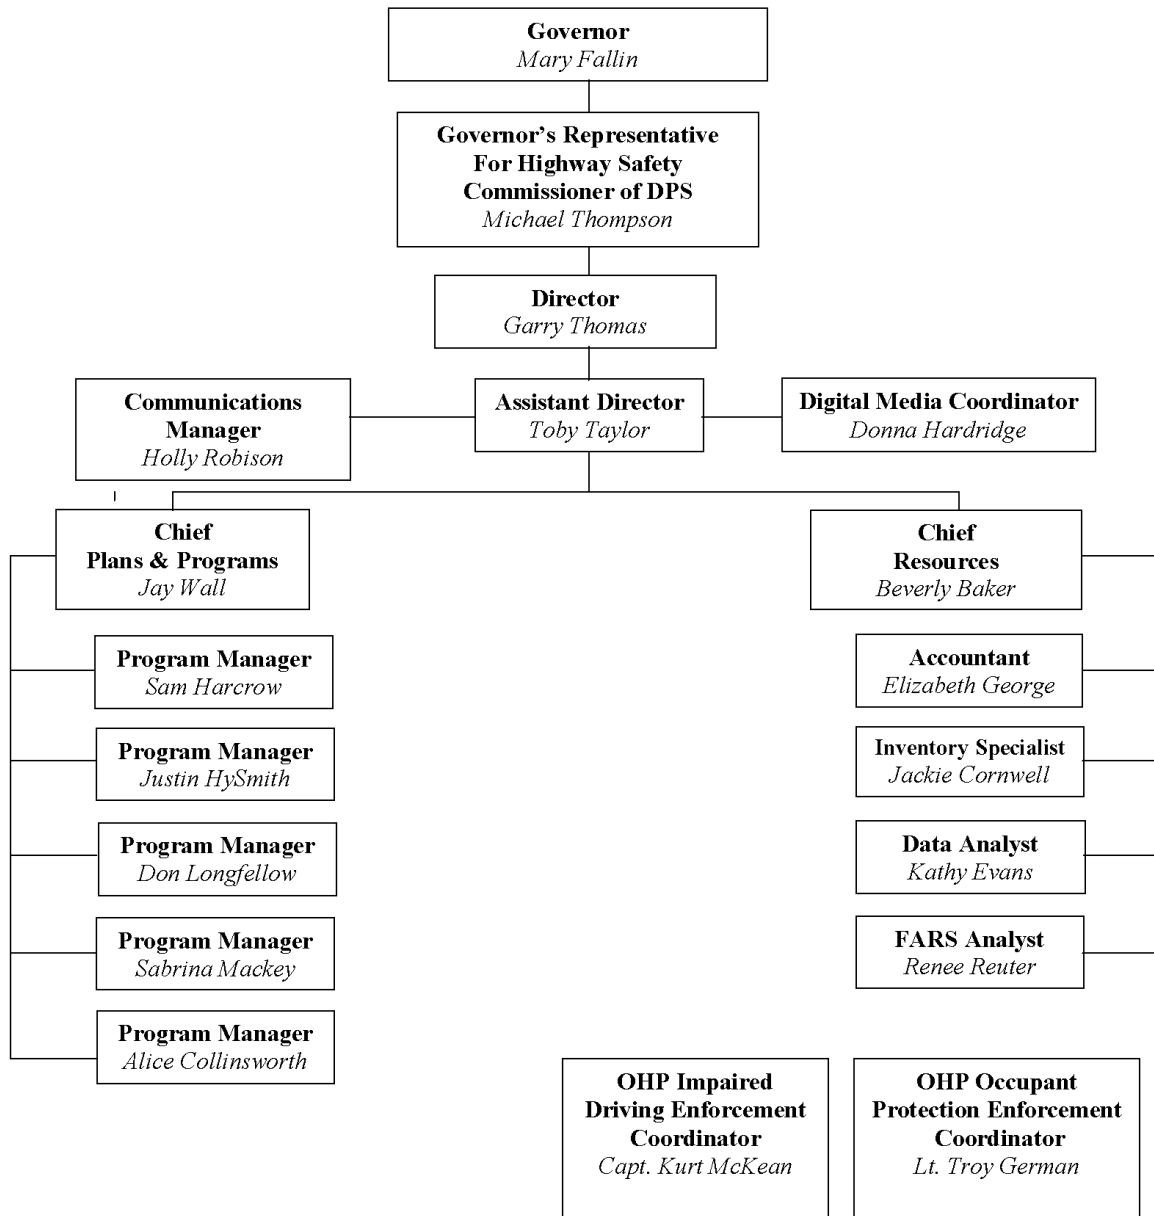 Governor
Mary Fallin
Governor’s Representative
For Highway Safety
Commissioner of DPS
Michael Thompson
Director
Garry Thomas
Communications
Manager
Holly Robison
Assistant Director
Toby Taylor
Digital Media Coordinator
Donna Hardridge
Chief
Plans & Programs
Jay Wall
Chief
Resources
Beverly Baker
Program Manager
Sam Harcrow
Program Manager
Justin HySmith
Program Manager
Don Longfellow
Program Manager
Sabrina Mackey
Program Manager
Alice Collinsworth
Accountant
Elizabeth George
Inventory Specialist
Jackie Cornwell
Data Analyst
Kathy Evans
FARS Analyst
Renee Reuter
OHP Impaired
Driving Enforcement
Coordinator
Capt. Kurt McKean
OHP Occupant
Protection Enforcement
Coordinator
Lt. Troy German